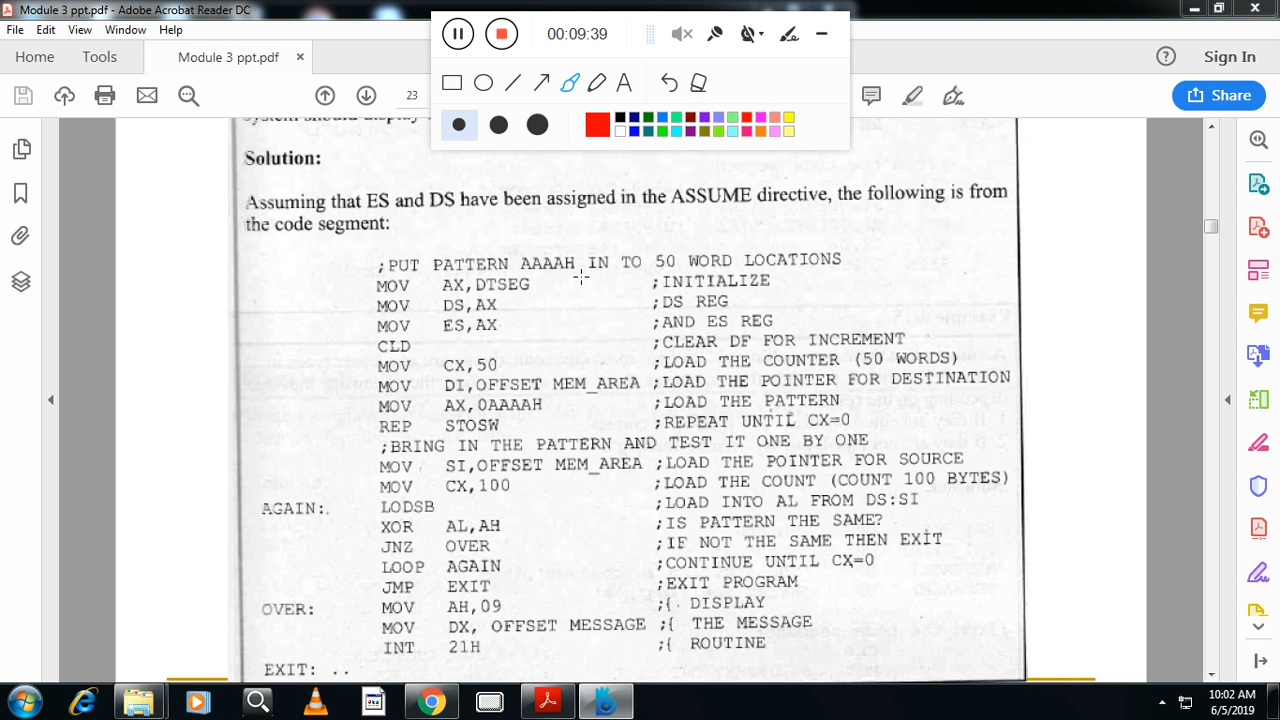 Module 3 ppt.pdf - Adobe Acrobat Reader DC
File Edit View Window Help
00:09:39
Home Tools Module 3 ppt.pdf
Sign In
A
23
Share
system should display
Solution:
Assuming that ES and DS have been assigned in the ASSUME directive, the following is from
the code segment:
;PUT PATTERN AAAAH IN TO 50 WORD LOCATIONS
MOV AX,DTSEG ;INITIALIZE
MOV DS,AX ;DS REG
MOV ES,AX ;AND ES REG
CLD ;CLEAR DF FOR INCREMENT
MOV CX,50 ;LOAD THE COUNTER (50 WORDS)
MOV DI,OFFSET MEM_AREA ;LOAD THE POINTER FOR DESTINATION
MOV AX,0AAAAH ;LOAD THE PATTERN
REP STOSW ;REPEAT UNTIL CX=0
;BRING IN THE PATTERN AND TEST IT ONE BY ONE
MOV SI,OFFSET MEM_AREA ;LOAD THE POINTER FOR SOURCE
MOV CX,100 ;LOAD THE COUNT (COUNT 100 BYTES)
AGAIN: LODSB ;LOAD INTO AL FROM DS:SI
XOR AL,AH ;IS PATTERN THE SAME?
JNZ OVER ;IF NOT THE SAME THEN EXIT
LOOP AGAIN ;CONTINUE UNTIL CX=0
JMP EXIT ;EXIT PROGRAM
OVER: MOV AH,09 ;{ DISPLAY
MOV DX, OFFSET MESSAGE ;{ THE MESSAGE
INT 21H ;{ ROUTINE
EXIT: ..
10:02 AM
6/5/2019